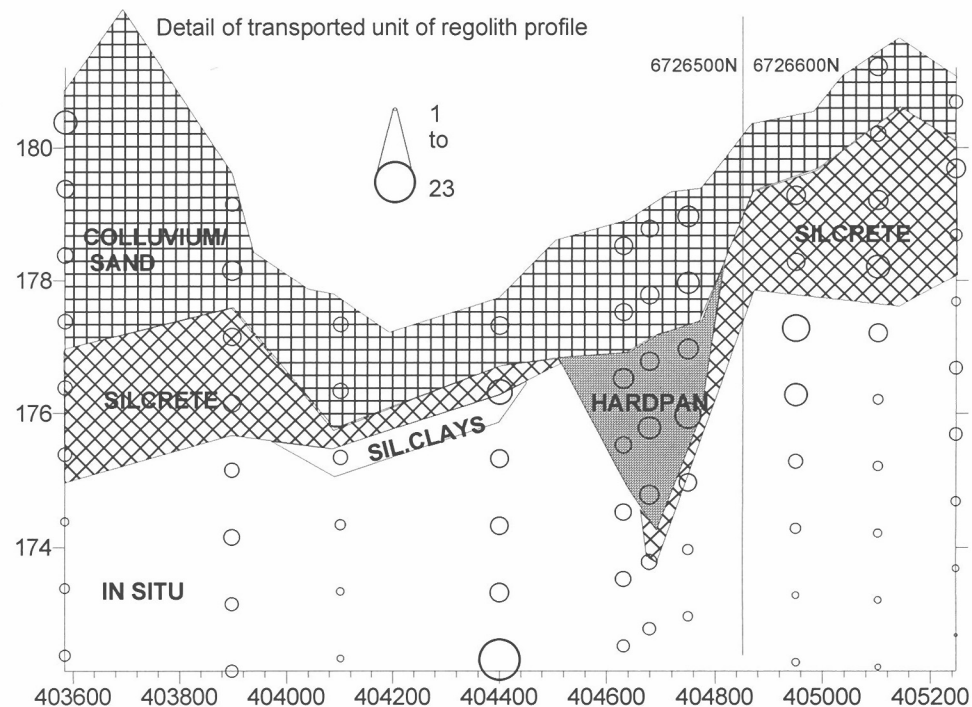 Detail of transported unit of regolith profile
6726500N 6726600N
1
to
23
180
178
176
174
COLLUVIUM/
SAND
SILCRETE
SILCRETE
HARDPAN
SIL.CLAYS
IN SITU
403600 403800 404000 404200 404400 404600 404800 405000 405200